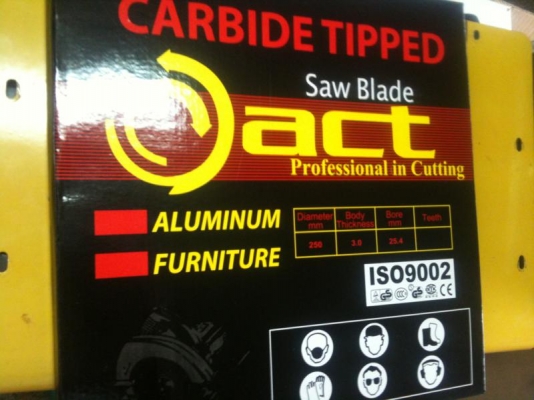 CARBIDE TIPPED
Saw Blade
act
Professional in Cutting
ALUMINUM
FURNITURE
Diameter mm Body Thickness Bore mm Teeth
250 3.0 25.4
ISO9002